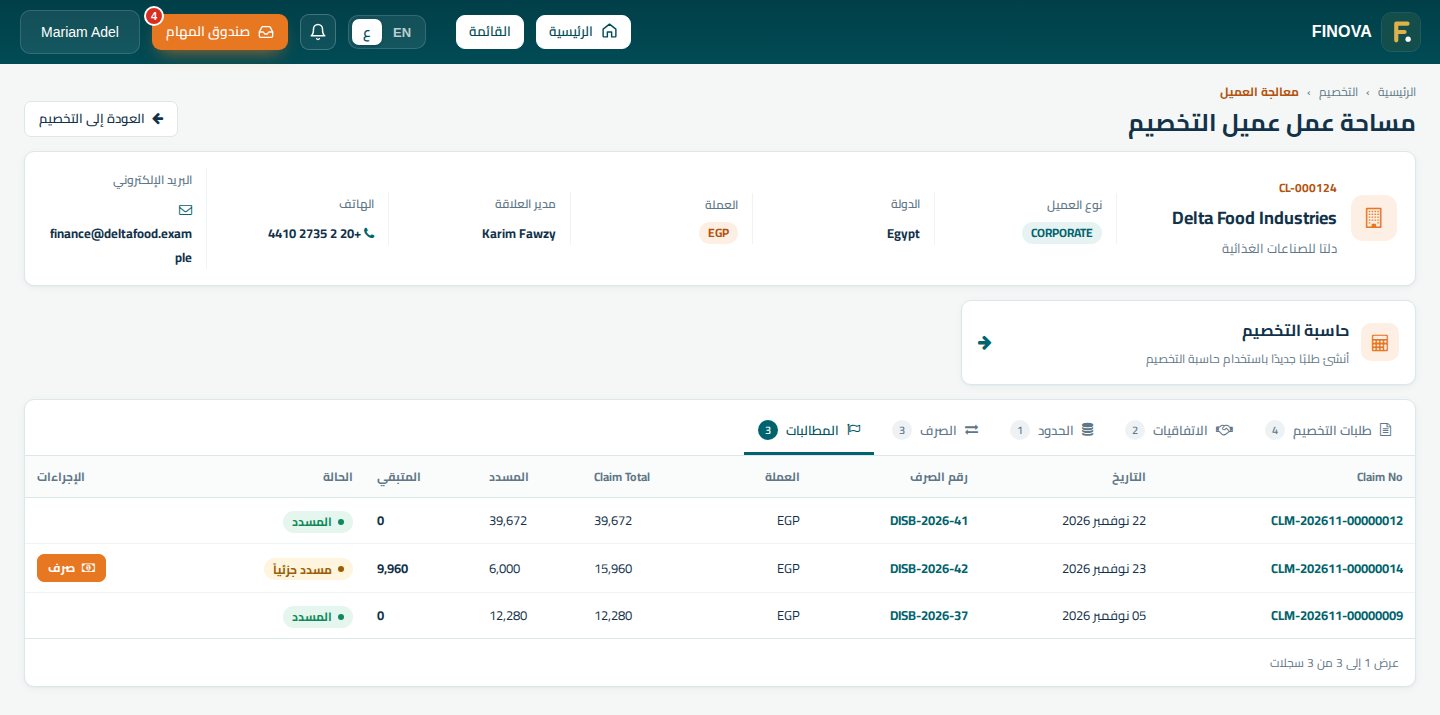 FINOVA
الرئيسية
القائمة
EN
ع
صندوق المهام
4
Mariam Adel
الرئيسية › التخصيم › معالجة العميل
مساحة عمل عميل التخصيم
العودة إلى التخصيم
CL-000124
Delta Food Industries
دلتا للصناعات الغذائية
نوع العميل
CORPORATE
الدولة
Egypt
العملة
EGP
مدير العلاقة
Karim Fawzy
الهاتف
+20 2 2735 4410
البريد الإلكتروني
finance@deltafood.exam
ple
حاسبة التخصيم
أنشئ طلبًا جديدًا باستخدام حاسبة التخصيم
طلبات التخصيم 4
الاتفاقيات 2
الحدود 1
الصرف 3
المطالبات 3
Claim No التاريخ رقم الصرف العملة Claim Total المسدد المتبقي الحالة الإجراءات
CLM-202611-00000012 22 نوفمبر 2026 DISB-2026-41 EGP 39,672 39,672 0 المسدد
CLM-202611-00000014 23 نوفمبر 2026 DISB-2026-42 EGP 15,960 6,000 9,960 مسدد جزئياً صرف
CLM-202611-00000009 05 نوفمبر 2026 DISB-2026-37 EGP 12,280 12,280 0 المسدد
عرض 1 إلى 3 من 3 سجلات